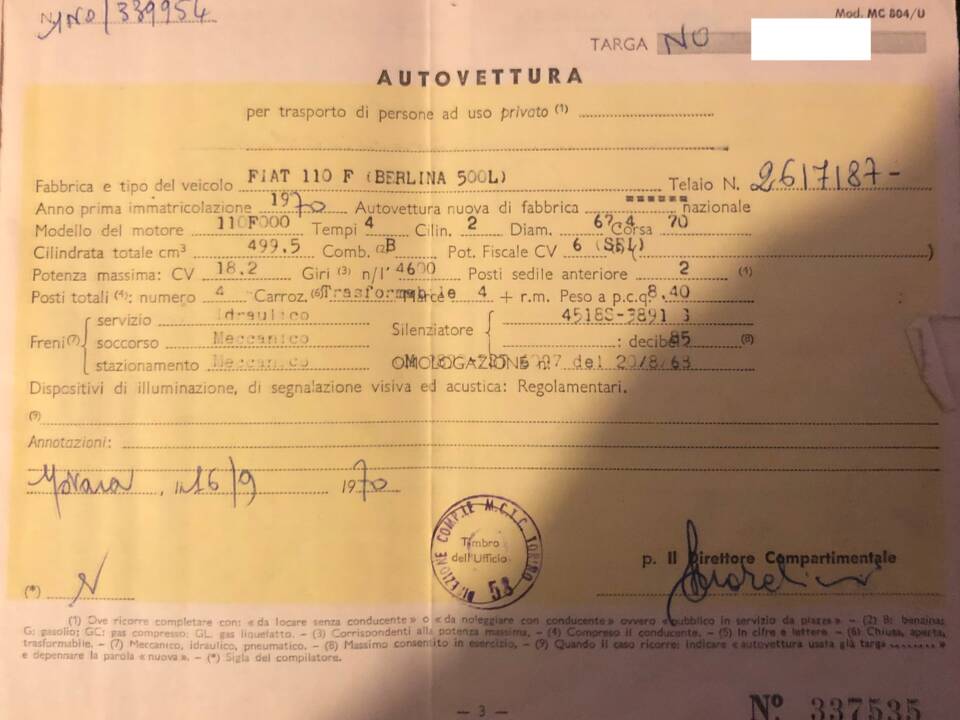 N. 1NO/339954
Mod. MC 804/U
TARGA NO
AUTOVETTURA
per trasporto di persone ad uso privato (1)
Fabbrica e tipo del veicolo FIAT 110 F (BERLINA 500L) Telaio N. 2617187-
Anno prima immatricolazione 1970 Autovettura nuova di fabbrica nazionale
Modello del motore 110F000 Tempi 4 Cilin. 2 Diam. 67.4 Corsa 70
Cilindrata totale cm³ 499.5 Comb. (2) B Pot. Fiscale CV 6 (SEI)
Potenza massima: CV 18.2 Giri (3) n/1' 4600 Posti sedile anteriore 2 (4)
Posti totali (4): numero 4 Carroz. (6) Trasformabile Marce 4 + r.m. Peso a p.c. q 8.40
Freni (7) servizio Idraulico Silenziatore 4518S-3891 3
soccorso Meccanico : decibel 85 (8)
stazionamento Meccanico OMOLOGAZIONE n. del 20/8/68
Dispositivi di illuminazione, di segnalazione visiva ed acustica: Regolamentari.
(9)
Annotazioni:
Novara, li 16/9 1970
DIREZIONE COMP.LE M.C.T.C. TORINO
Timbro
dell'Ufficio
53
p. Il Direttore Compartimentale
(*) N
(1) Ove ricorre completare con: « da locare senza conducente » o « da noleggiare con conducente » ovvero « pubblico in servizio da piazza » - (2) B: benzina;
G: gasolio; GC: gas compresso; GL. gas liquefatto. - (3) Corrispondenti alla potenza massima. - (4) Compreso il conducente. - (5) In cifre e lettere. - (6) Chiusa, aperta,
trasformabile. - (7) Meccanico, idraulico, pneumatico. - (8) Massimo consentito in esercizio. - (9) Quando il caso ricorre: indicare « autovettura usata già targa ........ »
e depennare la parola « nuova ». - (*) Sigla del compilatore.
— 3 —
Nº 337535